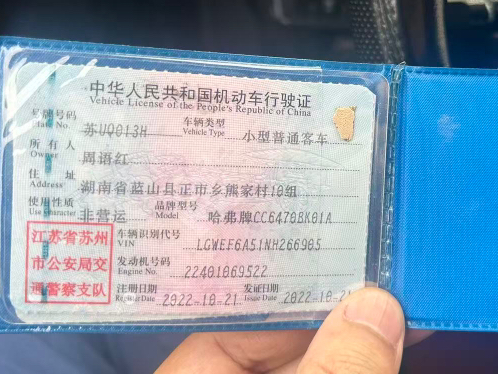 中华人民共和国机动车行驶证
Vehicle License of the People's Republic of China
号牌号码 Plate No. 苏U0013H 车辆类型 Vehicle Type 小型普通客车
所有人 Owner 周语红
住址 Address 湖南省蓝山县正市乡熊家村10组
使用性质 Use Character 非营运 品牌型号 Model 哈弗牌CC6470BK01A
江苏省苏州
市公安局交
通警察支队
车辆识别代号 VIN LGWEF6A51NH266905
发动机号码 Engine No. 22401069522
注册日期 Register Date 2022-10-21 发证日期 Issue Date 2022-10-21